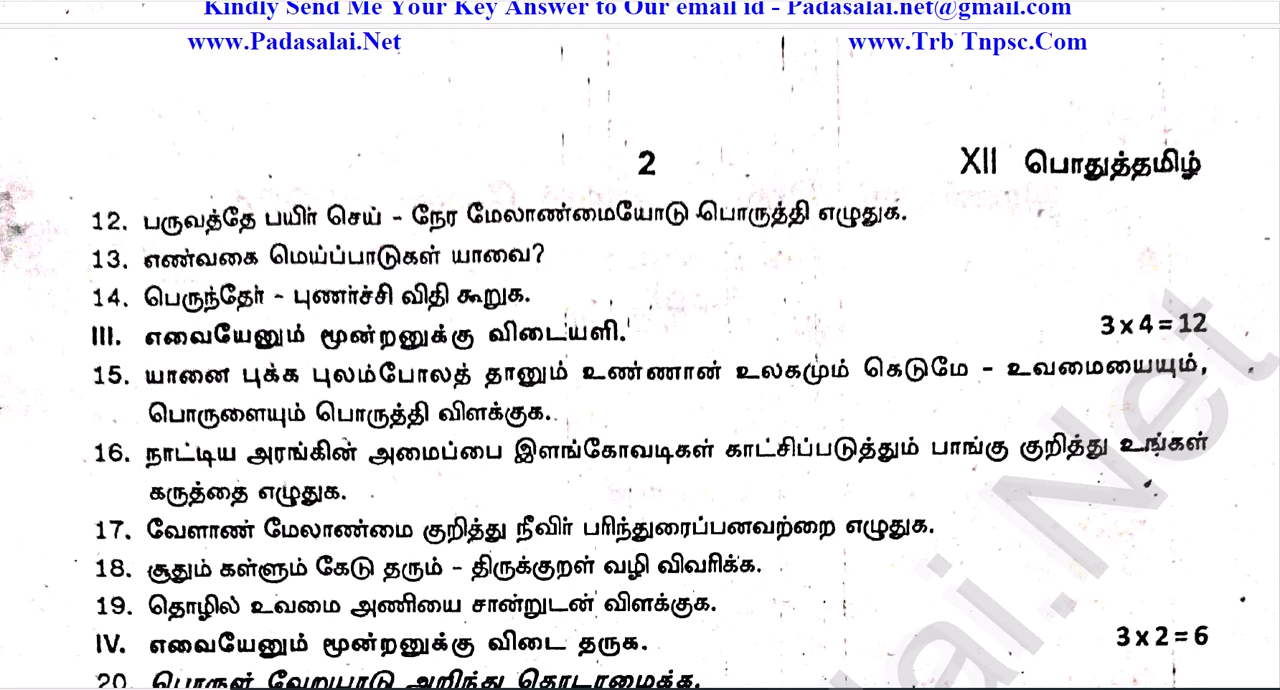 Kindly Send Me Your Key Answer to Our email id - Padasalai.net@gmail.com
www.Padasalai.Net www.Trb Tnpsc.Com
2 XII பொதுத்தமிழ்
12. பருவத்தே பயிர் செய் - நேர மேலாண்மையோடு பொருத்தி எழுதுக.
13. எண்வகை மெய்ப்பாடுகள் யாவை?
14. பெருந்தேர் - புணர்ச்சி விதி கூறுக.
III. எவையேனும் மூன்றனுக்கு விடையளி. 3 x 4 = 12
15. யானை புக்க புலம்போலத் தானும் உண்ணான் உலகமும் கெடுமே - உவமையையும்,
பொருளையும் பொருத்தி விளக்குக.
16. நாட்டிய அரங்கின் அமைப்பை இளங்கோவடிகள் காட்சிப்படுத்தும் பாங்கு குறித்து உங்கள்
கருத்தை எழுதுக.
17. வேளாண் மேலாண்மை குறித்து நீவிர் பரிந்துரைப்பனவற்றை எழுதுக.
18. சூதும் கள்ளும் கேடு தரும் - திருக்குறள் வழி விவரிக்க.
19. தொழில் உவமை அணியை சான்றுடன் விளக்குக.
IV. எவையேனும் மூன்றனுக்கு விடை தருக. 3 x 2 = 6
20. பொருள் வேறுபாடு அறிந்து தொடரமைக்க.